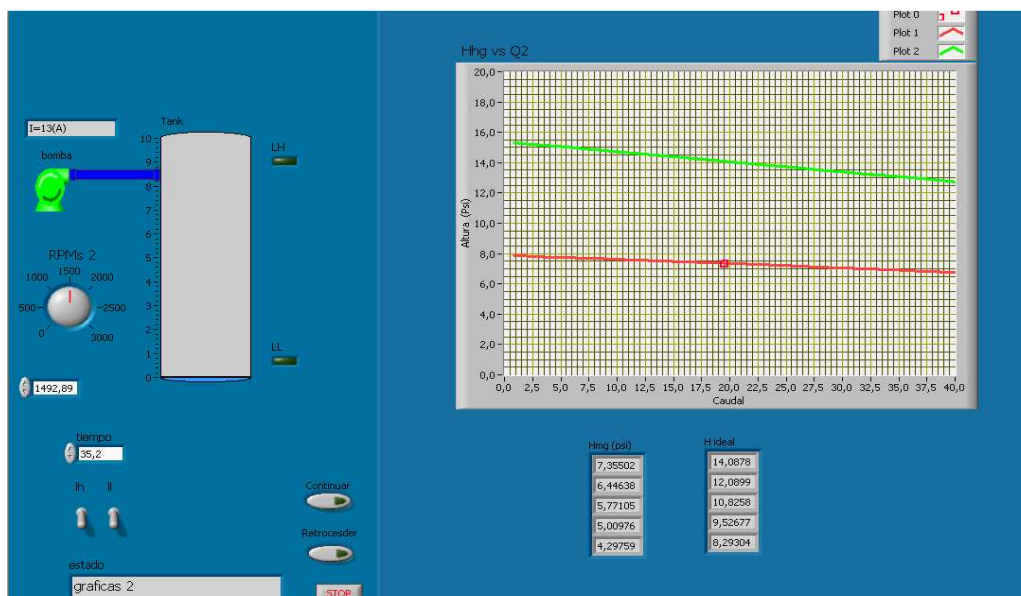 Plot 0
Plot 1
Plot 2
Hhg vs Q2
20,0
18,0
16,0
14,0
12,0
10,0
8,0
6,0
4,0
2,0
0,0
Altura (Psi)
0,0 2,5 5,0 7,5 10,0 12,5 15,0 17,5 20,0 22,5 25,0 27,5 30,0 32,5 35,0 37,5 40,0
Caudal
I=13(A)
bomba
Tank
10
9
8
7
6
5
4
3
2
1
0
LH
LL
RPMs 2
0 500 1000 1500 2000 2500 3000
1492,89
tiempo
35,2
lh ll
Continuar
Retrocesder
estado
graficas 2
STOP
Hmg (psi)
7,35502
6,44638
5,77105
5,00976
4,29759
H ideal
14,0878
12,0899
10,8258
9,52677
8,29304